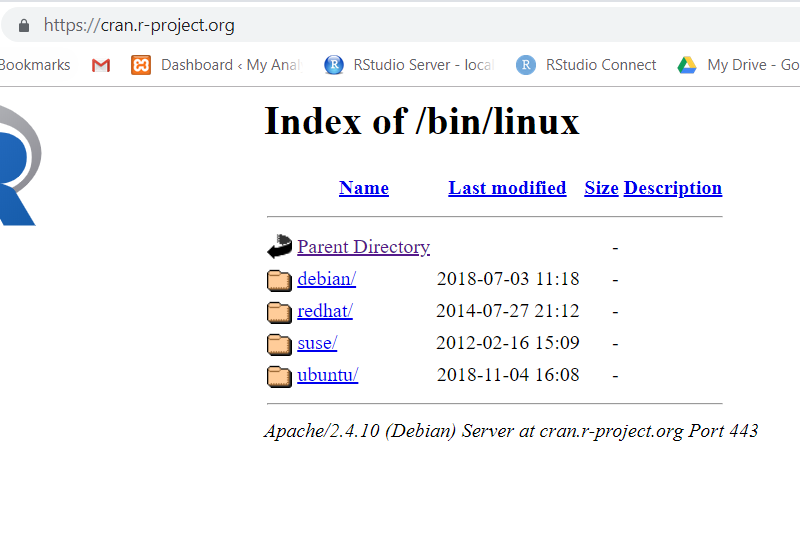 https://cran.r-project.org
Bookmarks Dashboard ‹ My Anal RStudio Server - local R RStudio Connect My Drive - Go
R
Index of /bin/linux
Name Last modified Size Description
Parent Directory -
debian/ 2018-07-03 11:18 -
redhat/ 2014-07-27 21:12 -
suse/ 2012-02-16 15:09 -
ubuntu/ 2018-11-04 16:08 -
Apache/2.4.10 (Debian) Server at cran.r-project.org Port 443